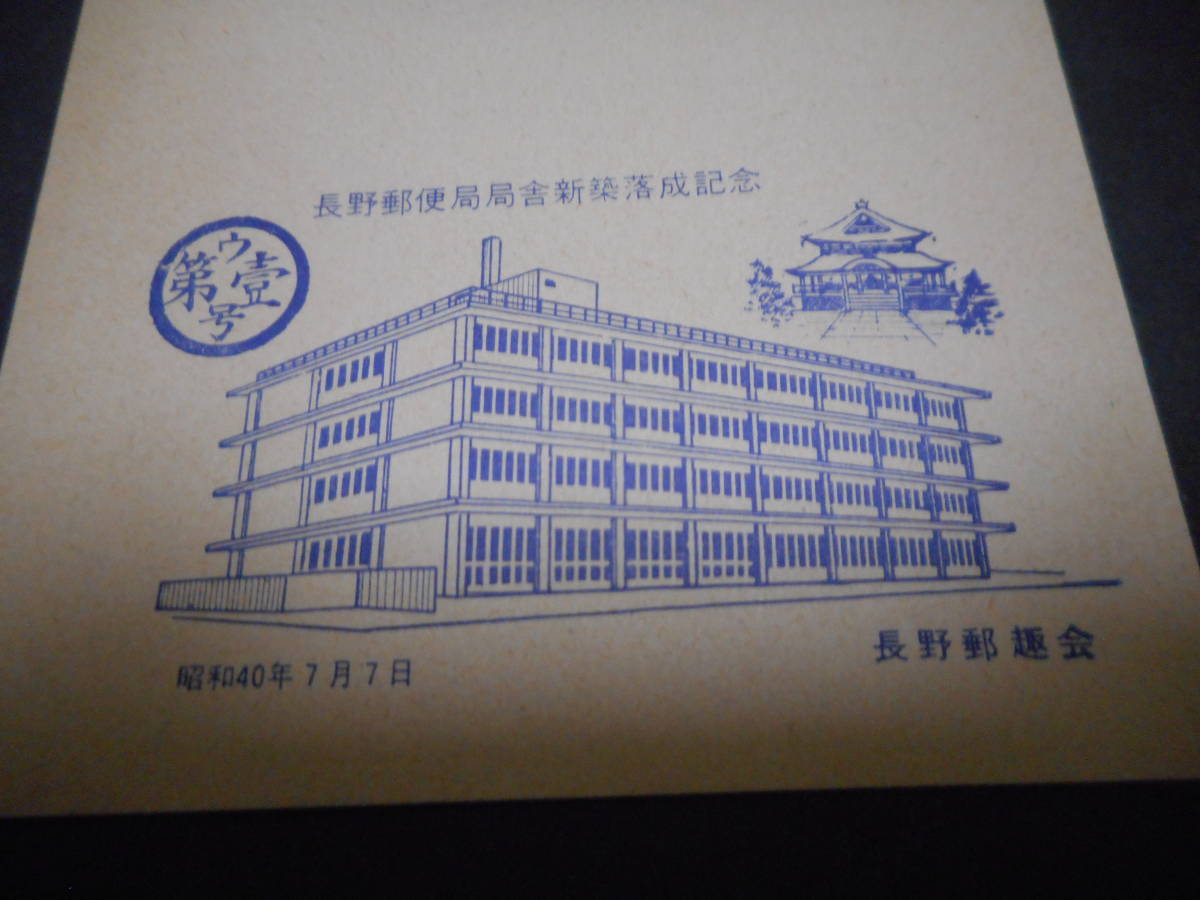 長野郵便局局舎新築落成記念
ウ
第壹
号
昭和40年7月7日
長野郵趣会